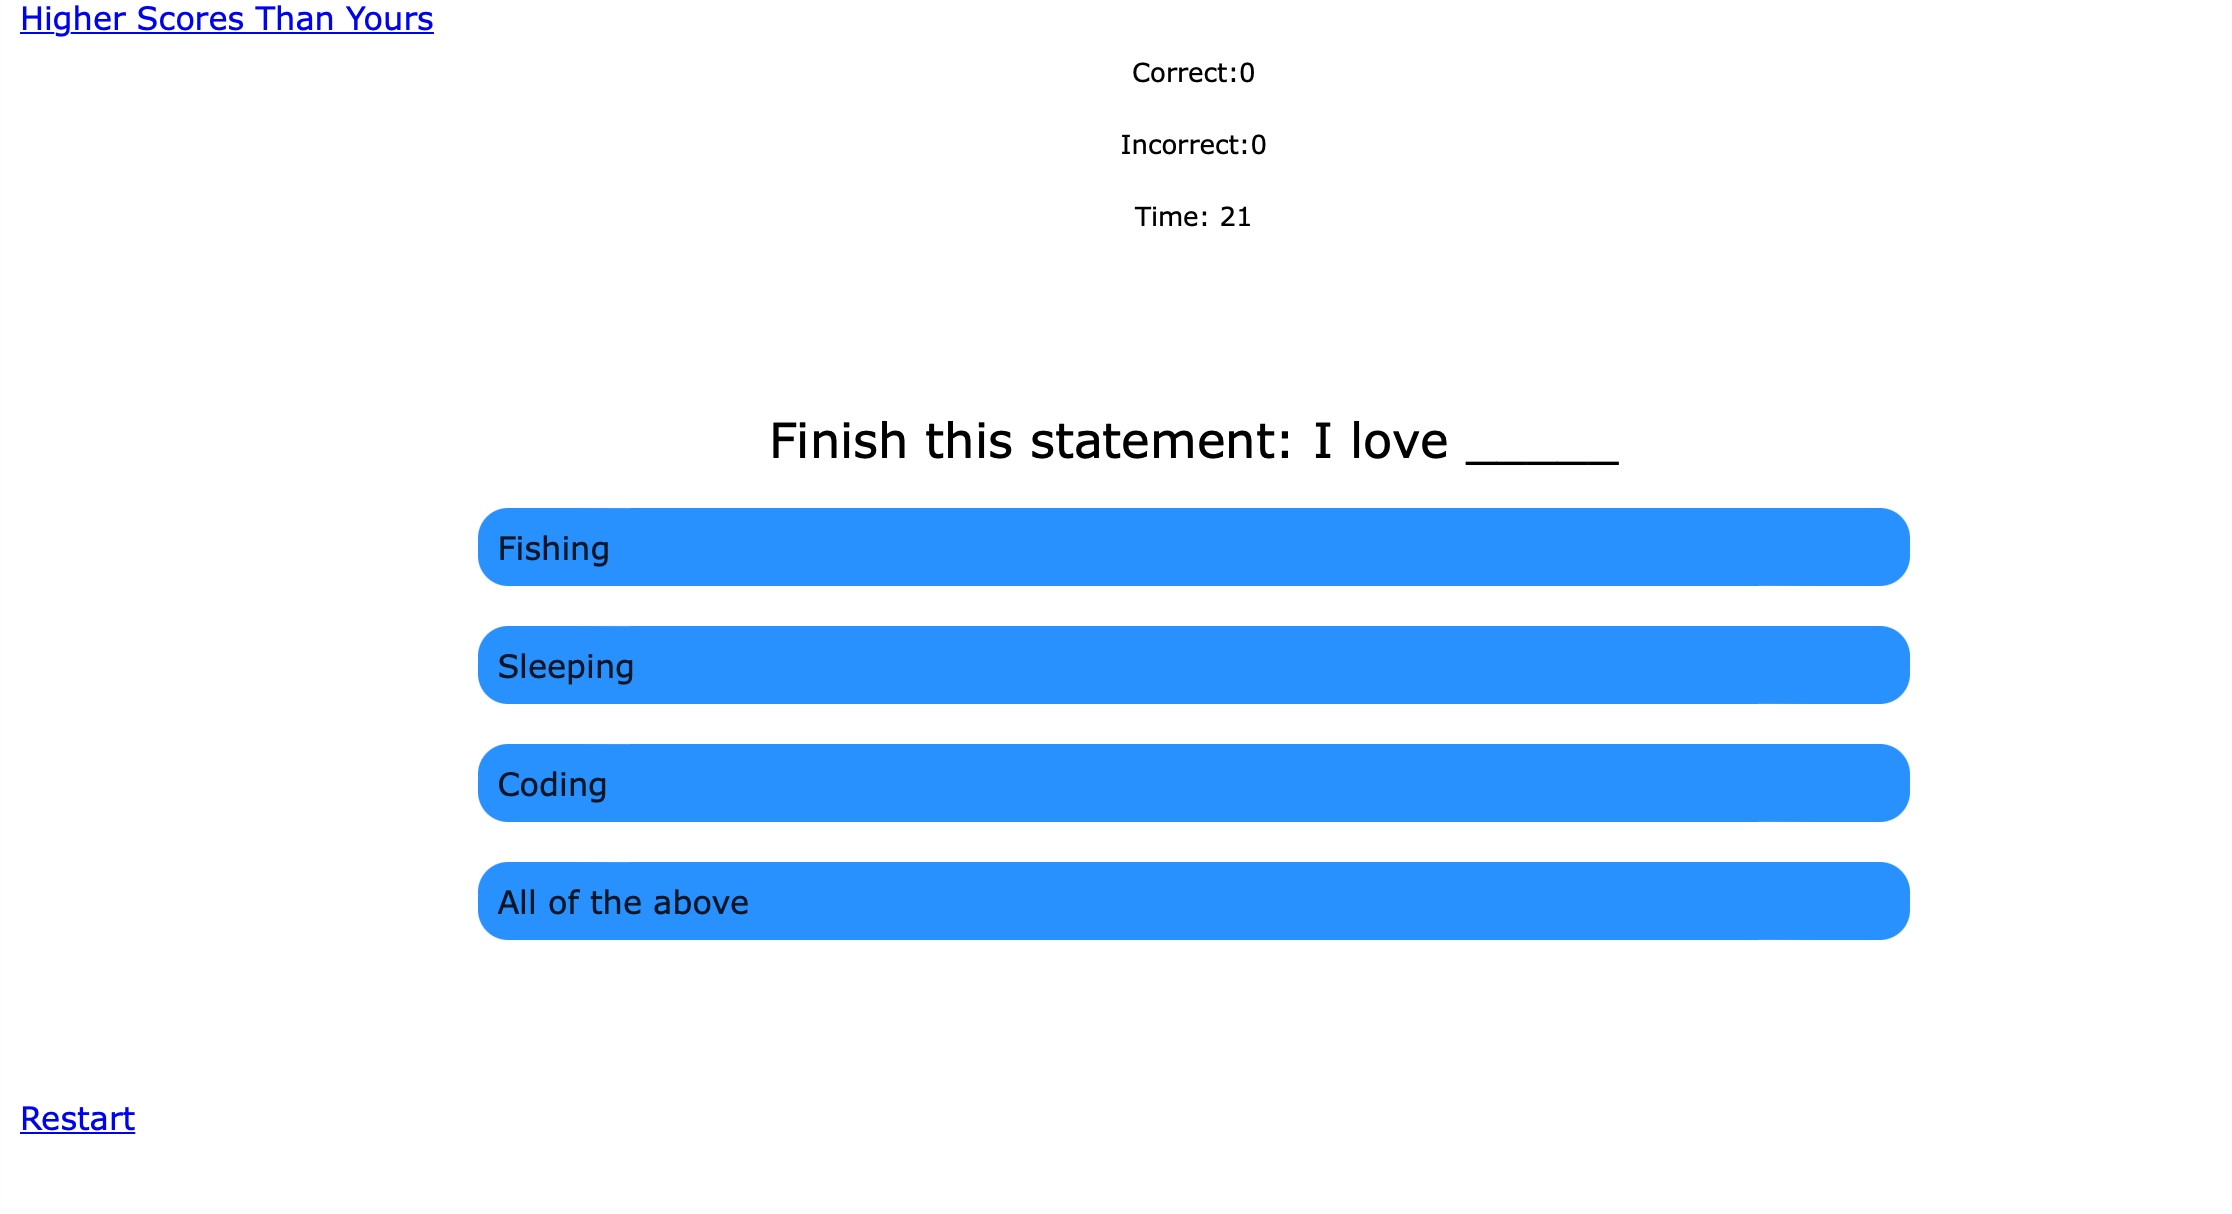 Higher Scores Than Yours
Correct:0
Incorrect:0
Time: 21
Finish this statement: I love _____
Fishing
Sleeping
Coding
All of the above
Restart